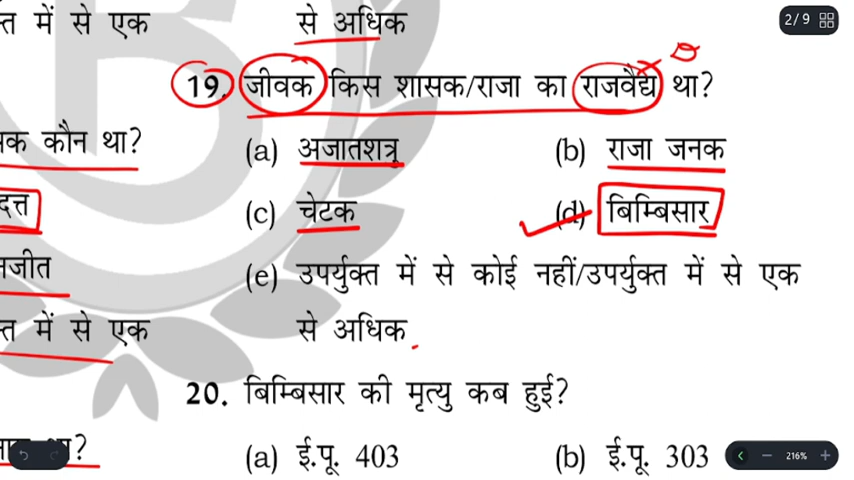 त में से एक
से अधिक
2/9
19. जीवक किस शासक/राजा का राजवैद्य था?
क कौन था?
(a) अजातशत्रु
(b) राजा जनक
दत्त
(c) चेटक
(d) बिम्बिसार
जीत
(e) उपर्युक्त में से कोई नहीं/उपर्युक्त में से एक
त में से एक
से अधिक
20. बिम्बिसार की मृत्यु कब हुई?
?
(a) ई.पू. 403
(b) ई.पू. 303
216%